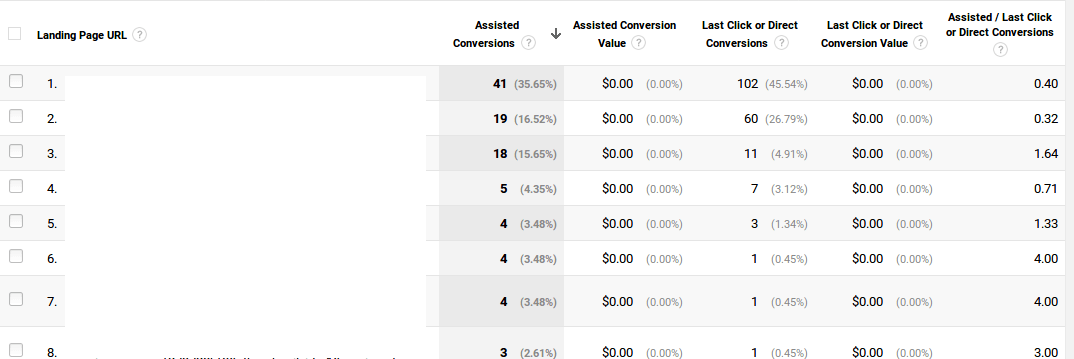 Landing Page URL ? Assisted Conversions ? Assisted Conversion Value ? Last Click or Direct Conversions ? Last Click or Direct Conversion Value ? Assisted / Last Click or Direct Conversions ?
1. 41 (35.65%) $0.00 (0.00%) 102 (45.54%) $0.00 (0.00%) 0.40
2. 19 (16.52%) $0.00 (0.00%) 60 (26.79%) $0.00 (0.00%) 0.32
3. 18 (15.65%) $0.00 (0.00%) 11 (4.91%) $0.00 (0.00%) 1.64
4. 5 (4.35%) $0.00 (0.00%) 7 (3.12%) $0.00 (0.00%) 0.71
5. 4 (3.48%) $0.00 (0.00%) 3 (1.34%) $0.00 (0.00%) 1.33
6. 4 (3.48%) $0.00 (0.00%) 1 (0.45%) $0.00 (0.00%) 4.00
7. 4 (3.48%) $0.00 (0.00%) 1 (0.45%) $0.00 (0.00%) 4.00
8. 3 (2.61%) $0.00 (0.00%) 1 (0.45%) $0.00 (0.00%) 3.00